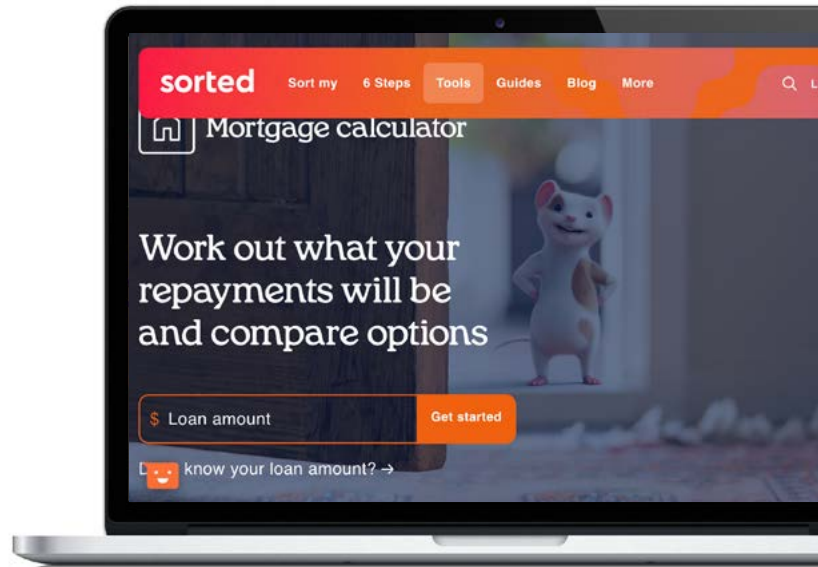 sorted Sort my 6 Steps Tools Guides Blog More
Mortgage calculator
Work out what your
repayments will be
and compare options
$ Loan amount Get started
know your loan amount? →